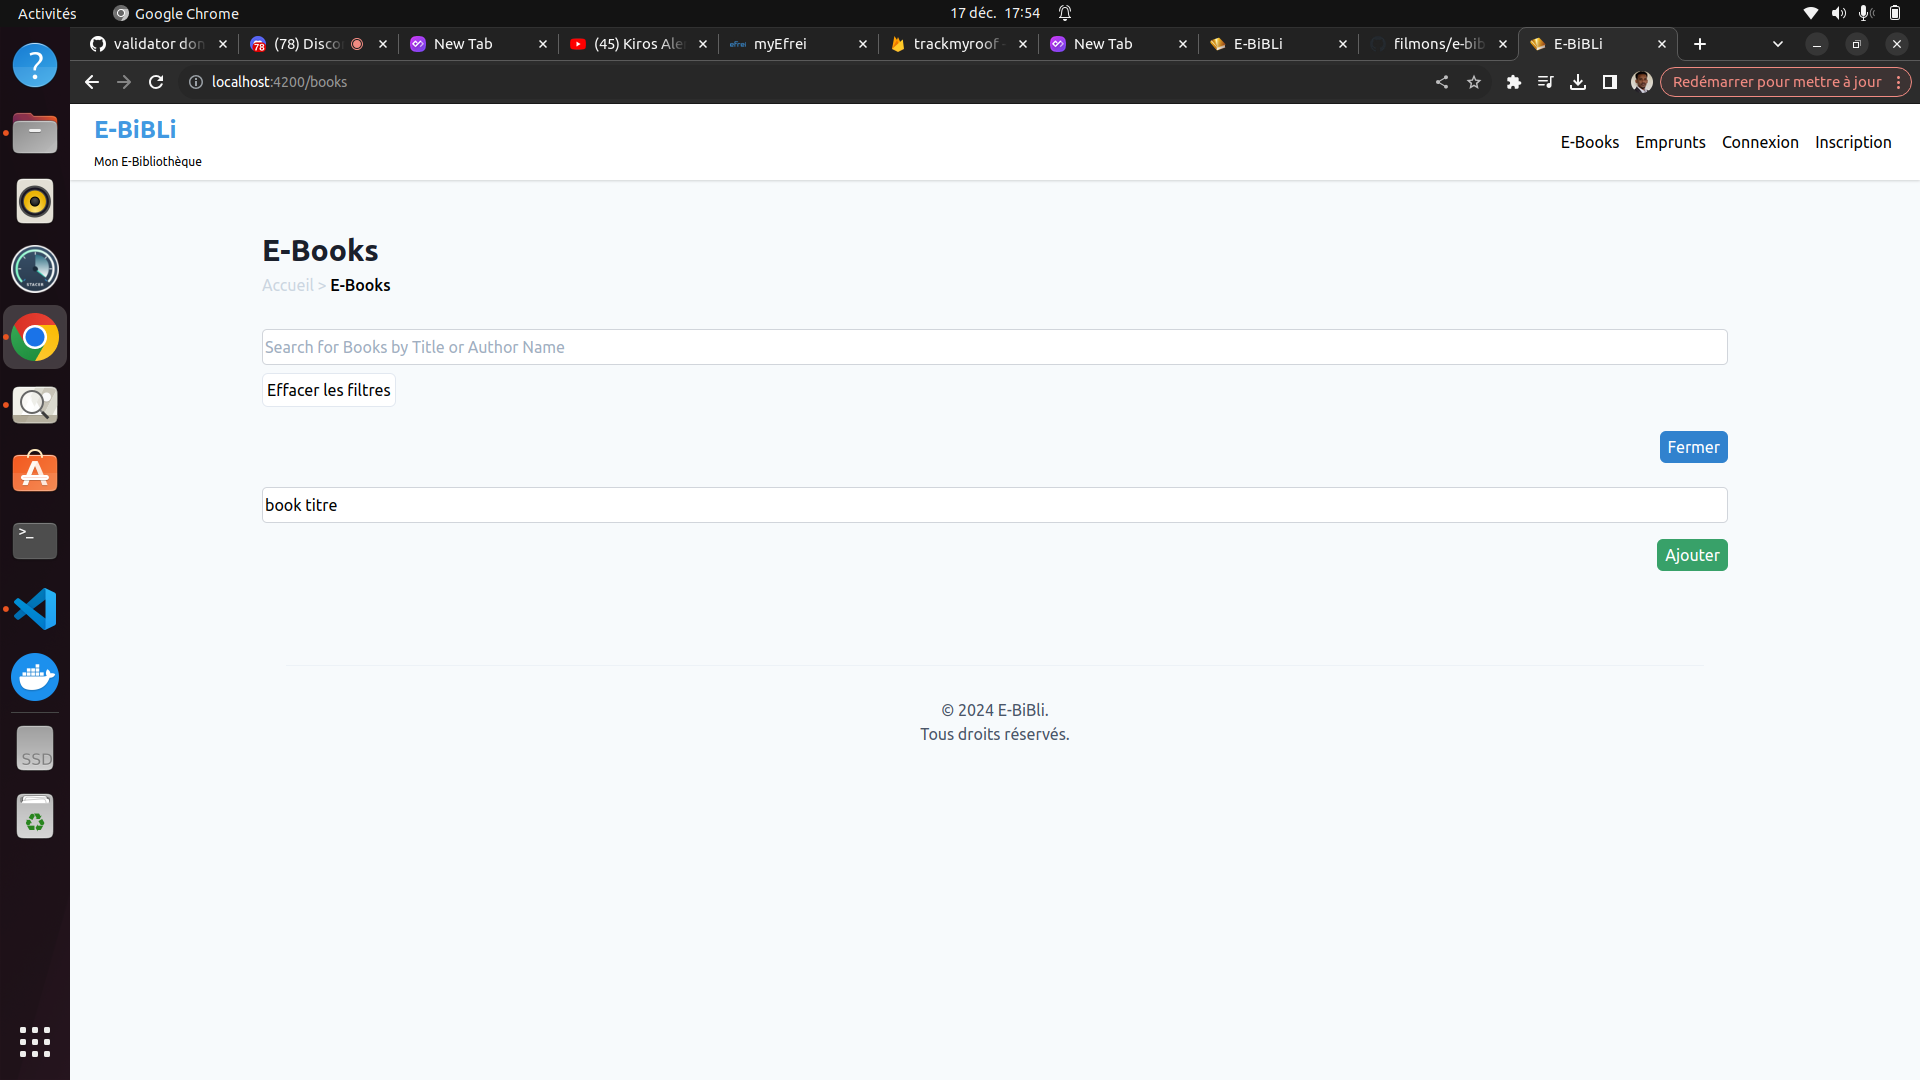 Activités Google Chrome 17 déc. 17:54
validator don (78) Disco New Tab (45) Kiros Ale myEfrei trackmyroof New Tab E-BiBLi filmons/e-bib E-BiBLi
localhost:4200/books Redémarrer pour mettre à jour
E-BiBLi
Mon E-Bibliothèque
E-Books Emprunts Connexion Inscription
E-Books
Accueil > E-Books
Search for Books by Title or Author Name
Effacer les filtres
Fermer
book titre
Ajouter
© 2024 E-BiBli.
Tous droits réservés.
STACER
SSD